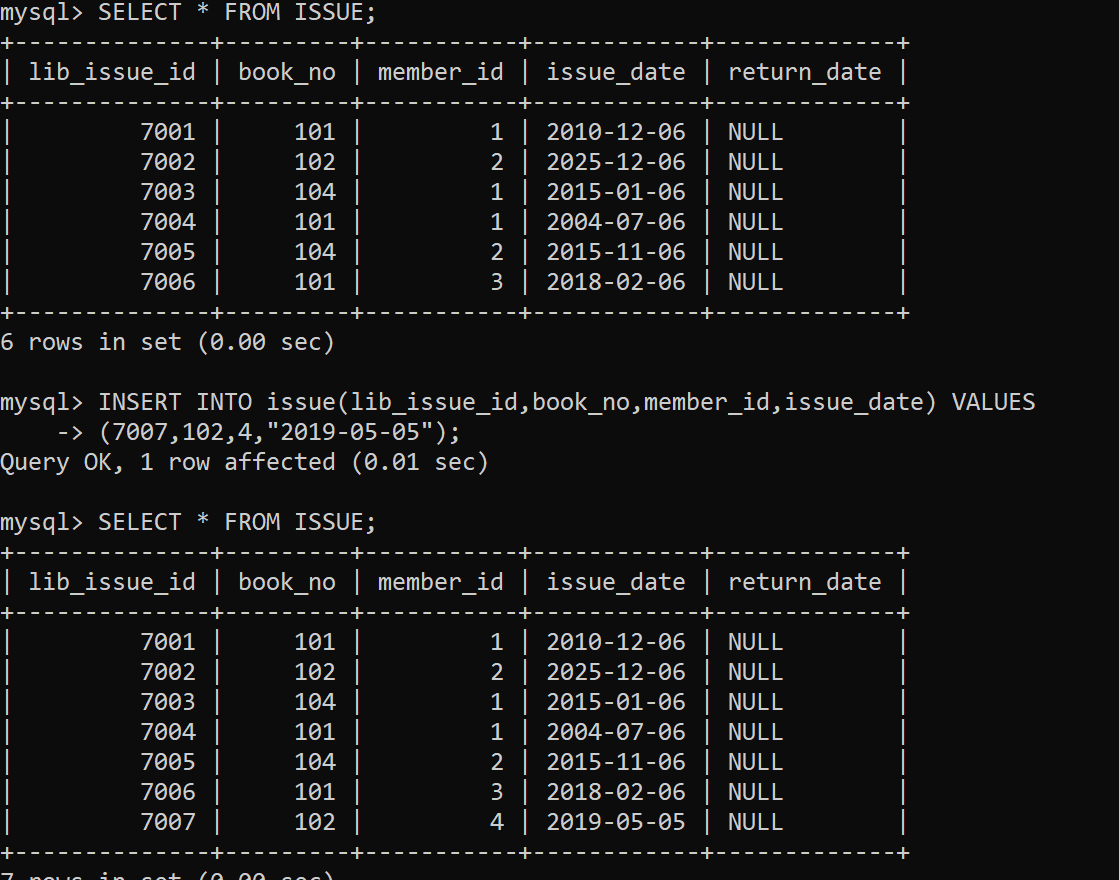 mysql> SELECT * FROM ISSUE;
+--------------+---------+-----------+------------+-------------+
| lib_issue_id | book_no | member_id | issue_date | return_date |
+--------------+---------+-----------+------------+-------------+
|         7001 |     101 |         1 | 2010-12-06 | NULL        |
|         7002 |     102 |         2 | 2025-12-06 | NULL        |
|         7003 |     104 |         1 | 2015-01-06 | NULL        |
|         7004 |     101 |         1 | 2004-07-06 | NULL        |
|         7005 |     104 |         2 | 2015-11-06 | NULL        |
|         7006 |     101 |         3 | 2018-02-06 | NULL        |
+--------------+---------+-----------+------------+-------------+
6 rows in set (0.00 sec)
mysql> INSERT INTO issue(lib_issue_id,book_no,member_id,issue_date) VALUES
    -> (7007,102,4,"2019-05-05");
Query OK, 1 row affected (0.01 sec)
mysql> SELECT * FROM ISSUE;
+--------------+---------+-----------+------------+-------------+
| lib_issue_id | book_no | member_id | issue_date | return_date |
+--------------+---------+-----------+------------+-------------+
|         7001 |     101 |         1 | 2010-12-06 | NULL        |
|         7002 |     102 |         2 | 2025-12-06 | NULL        |
|         7003 |     104 |         1 | 2015-01-06 | NULL        |
|         7004 |     101 |         1 | 2004-07-06 | NULL        |
|         7005 |     104 |         2 | 2015-11-06 | NULL        |
|         7006 |     101 |         3 | 2018-02-06 | NULL        |
|         7007 |     102 |         4 | 2019-05-05 | NULL        |
+--------------+---------+-----------+------------+-------------+
7 rows in set (0.00 sec)